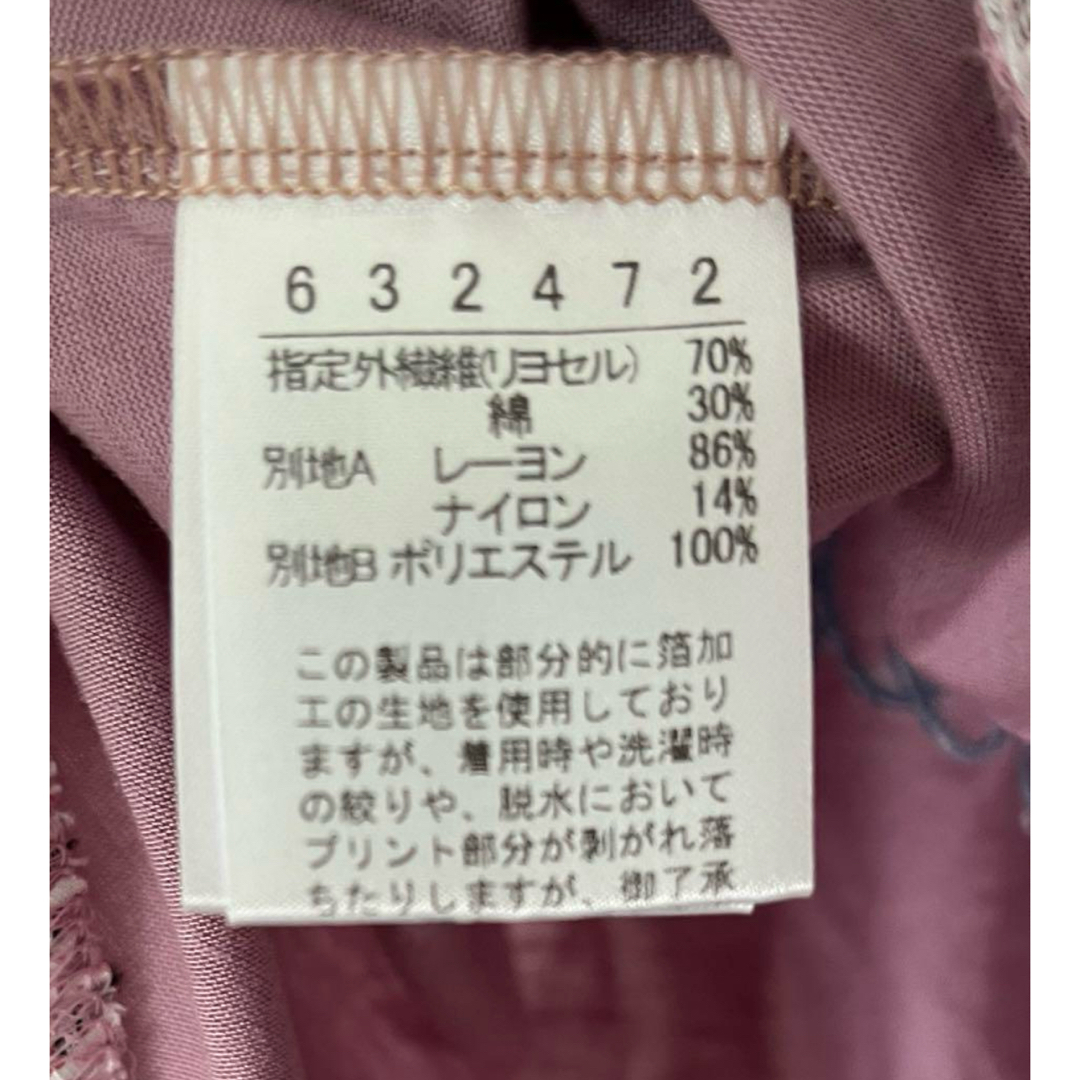 6 3 2 4 7 2
指定外繊維(リヨセル) 70%
綿 30%
別地A レーヨン 86%
ナイロン 14%
別地B ポリエステル 100%
この製品は部分的に箔加
工の生地を使用しており
ますが、着用時や洗濯時
の絞りや、脱水において
プリント部分が剥がれ落
ちたりしますが、御了承